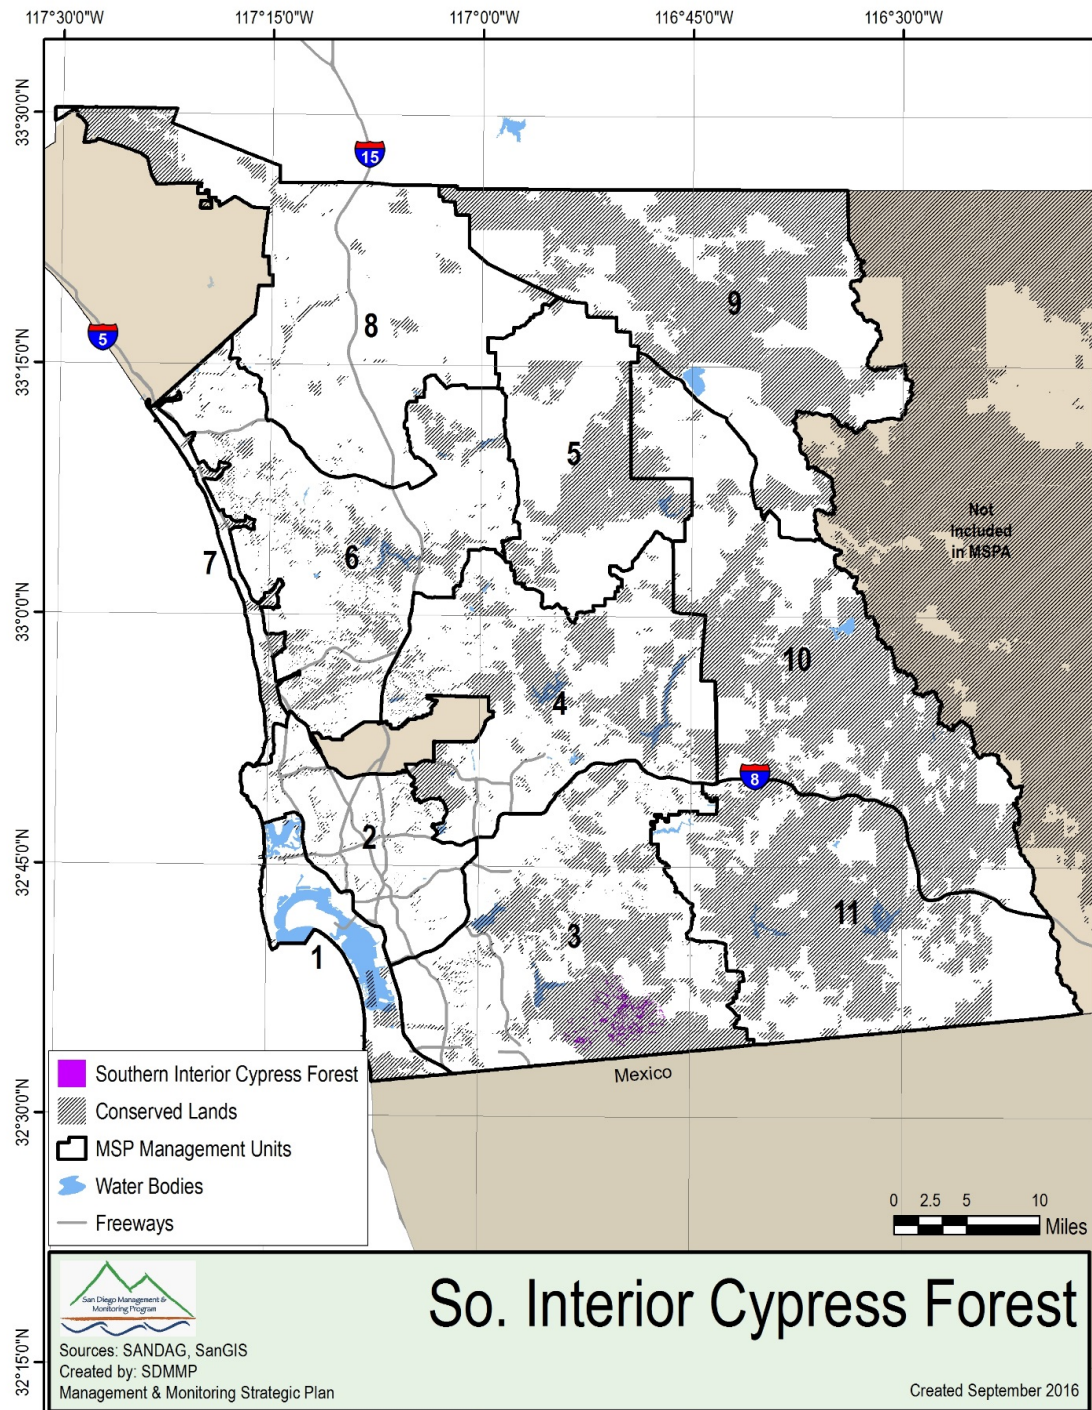 117°30'0"W 117°15'0"W 117°0'0"W 116°45'0"W 116°30'0"W
33°30'0"N
15
9
8
5
33°15'0"N
5
Not
Included
in MSPA
6
7
33°0'0"N
10
4
8
2
32°45'0"N
11
3
1
Mexico
Southern Interior Cypress Forest
Conserved Lands
MSP Management Units
Water Bodies
Freeways
32°30'0"N
0 2.5 5 10
Miles
San Diego Management &
Monitoring Program
So. Interior Cypress Forest
Sources: SANDAG, SanGIS
Created by: SDMMP
Management & Monitoring Strategic Plan
Created September 2016
32°15'0"N